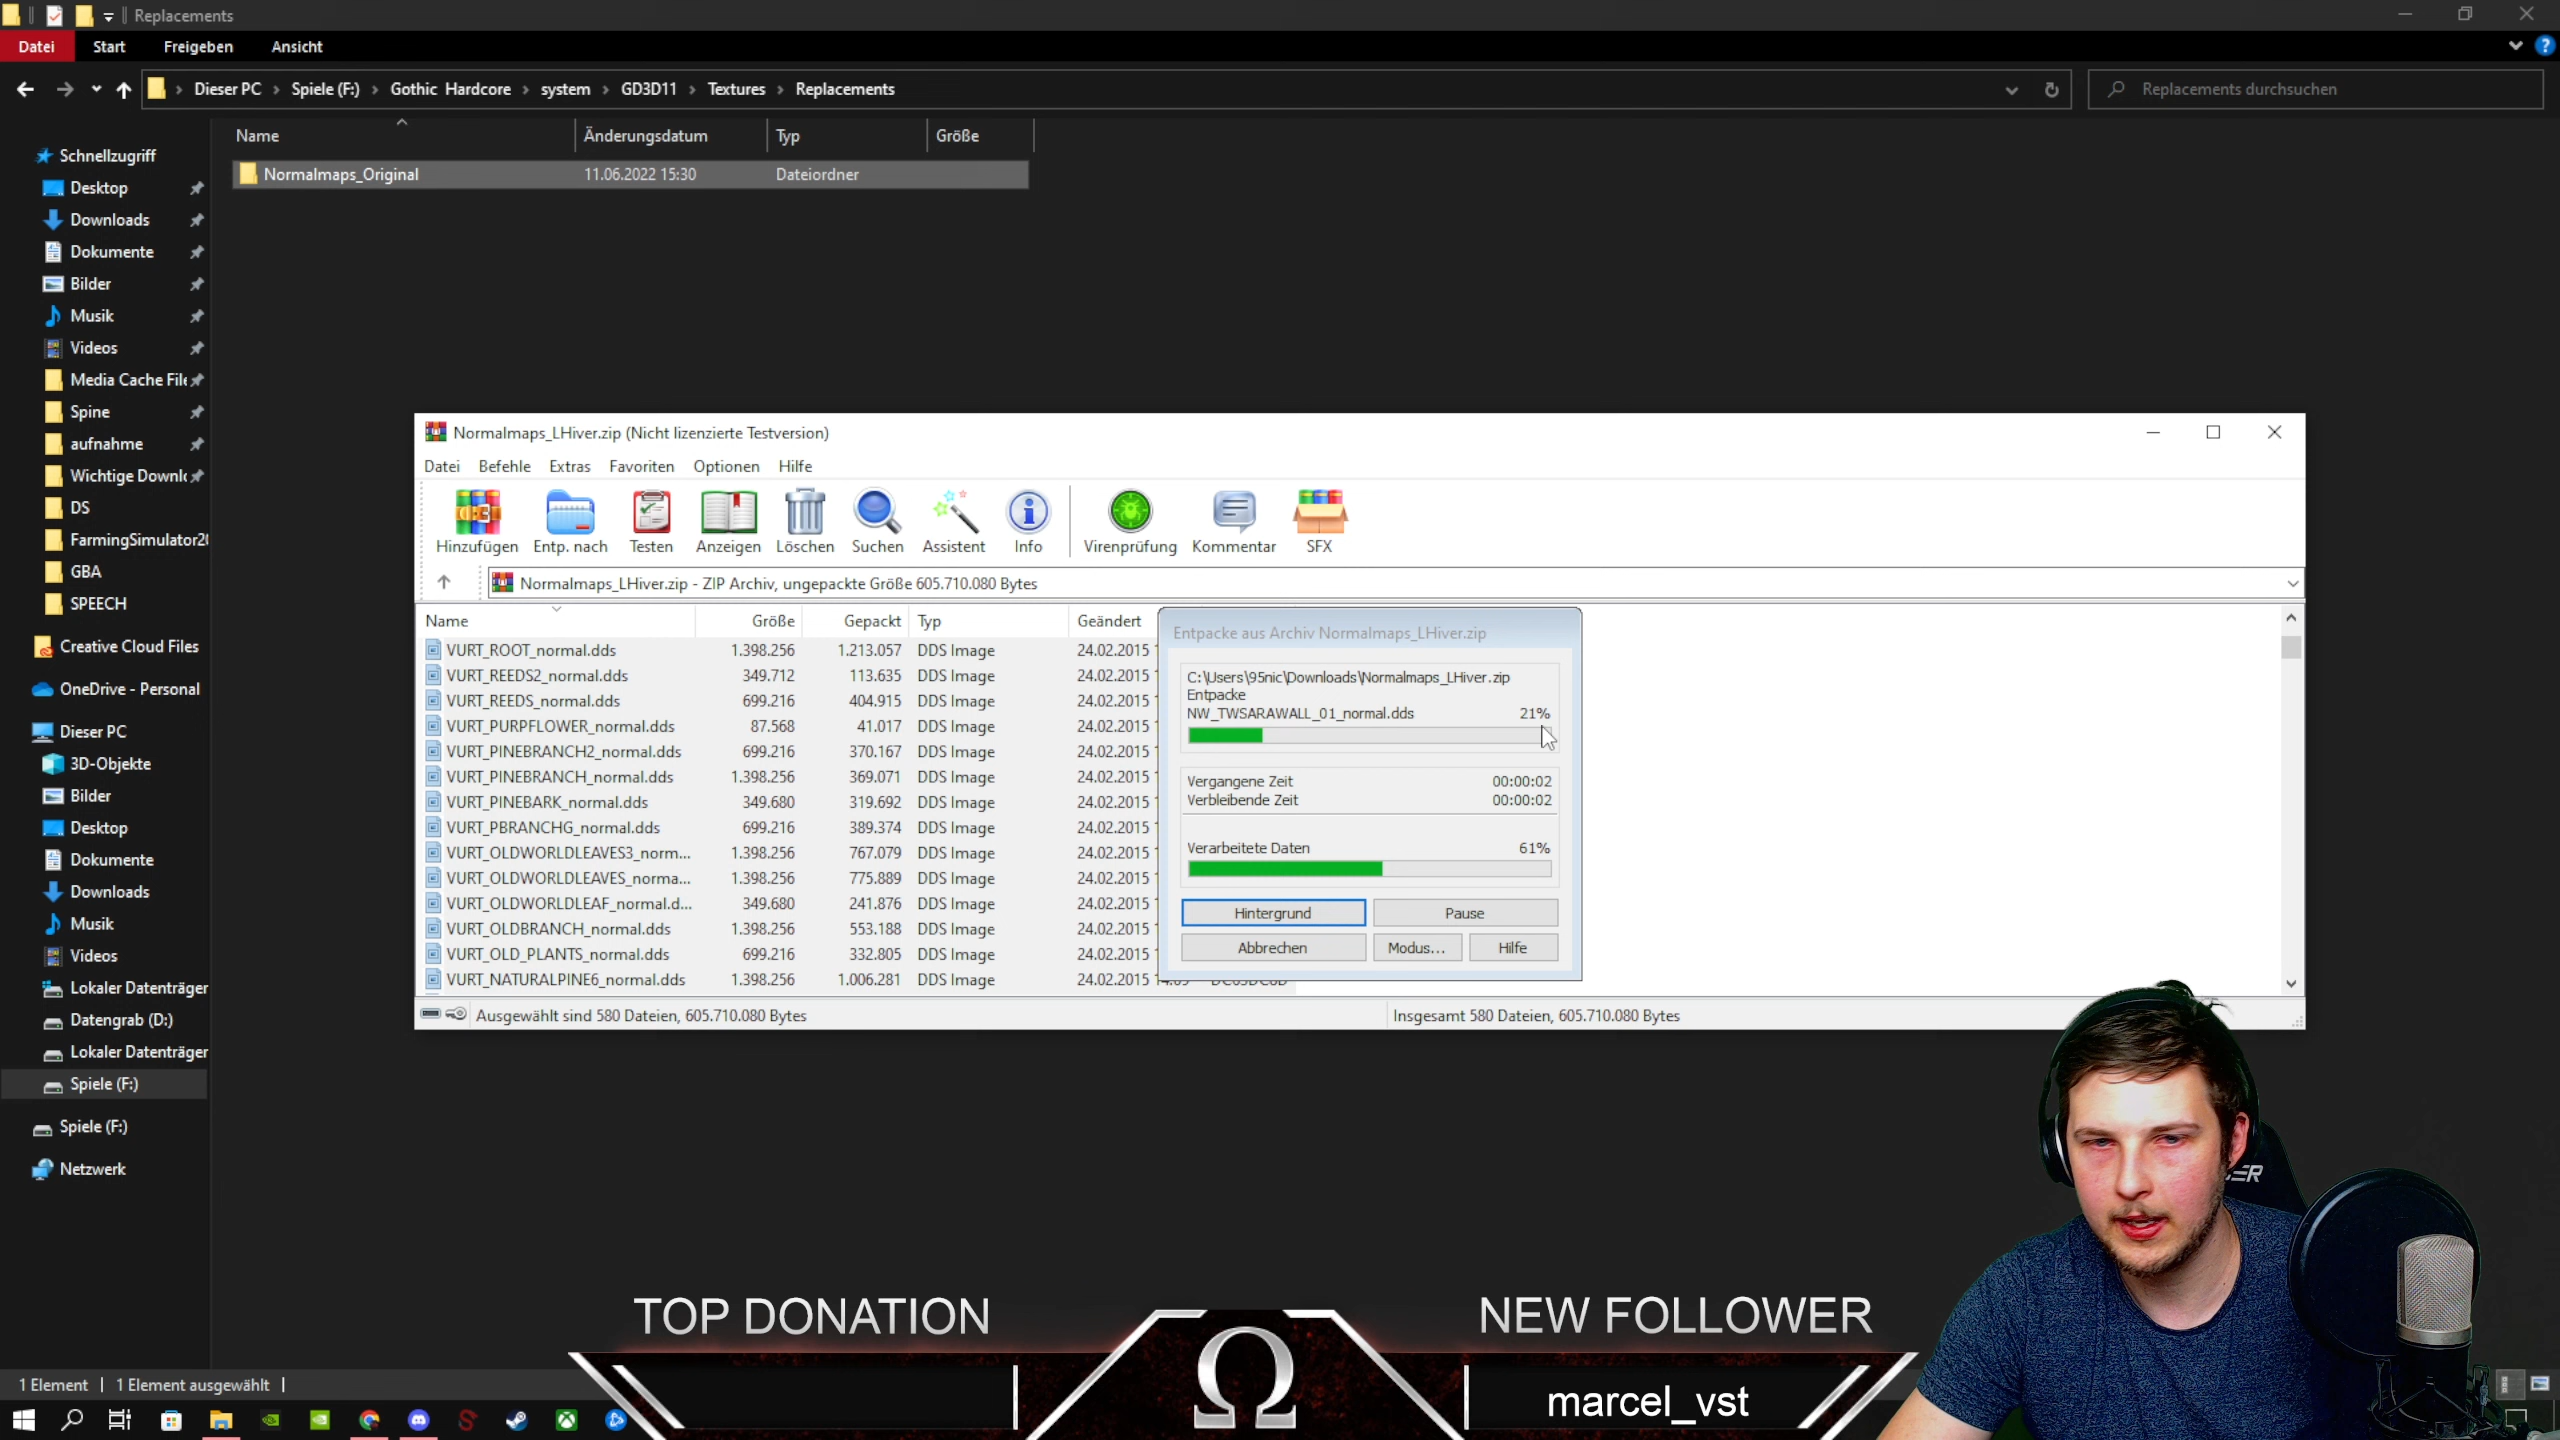 Replacements
Datei Start Freigeben Ansicht
Dieser PC Spiele (F:) Gothic Hardcore system GD3D11 Textures Replacements
Replacements durchsuchen
Name Änderungsdatum Typ Größe
Normalmaps_Original 11.06.2022 15:30 Dateiordner
Schnellzugriff
Desktop
Downloads
Dokumente
Bilder
Musik
Videos
Media Cache File
Spine
aufnahme
Wichtige Downlo
DS
FarmingSimulator20
GBA
SPEECH
Creative Cloud Files
OneDrive - Personal
Dieser PC
3D-Objekte
Bilder
Desktop
Dokumente
Downloads
Musik
Videos
Lokaler Datenträger
Datengrab (D:)
Lokaler Datenträger
Spiele (F:)
Spiele (F:)
Netzwerk
1 Element 1 Element ausgewählt
Normalmaps_LHiver.zip (Nicht lizenzierte Testversion)
Datei Befehle Extras Favoriten Optionen Hilfe
Hinzufügen Entp. nach Testen Anzeigen Löschen Suchen Assistent Info Virenprüfung Kommentar SFX
Normalmaps_LHiver.zip - ZIP Archiv, ungepackte Größe 605.710.080 Bytes
Name Größe Gepackt Typ Geändert
VURT_ROOT_normal.dds 1.398.256 1.213.057 DDS Image 24.02.2015
VURT_REEDS2_normal.dds 349.712 113.635 DDS Image 24.02.2015
VURT_REEDS_normal.dds 699.216 404.915 DDS Image 24.02.2015
VURT_PURPFLOWER_normal.dds 87.568 41.017 DDS Image 24.02.2015
VURT_PINEBRANCH2_normal.dds 699.216 370.167 DDS Image 24.02.2015
VURT_PINEBRANCH_normal.dds 1.398.256 369.071 DDS Image 24.02.2015
VURT_PINEBARK_normal.dds 349.680 319.692 DDS Image 24.02.2015
VURT_PBRANCHG_normal.dds 699.216 389.374 DDS Image 24.02.2015
VURT_OLDWORLDLEAVES3_norm... 1.398.256 767.079 DDS Image 24.02.2015
VURT_OLDWORLDLEAVES_norma... 1.398.256 775.889 DDS Image 24.02.2015
VURT_OLDWORLDLEAF_normal.d... 349.680 241.876 DDS Image 24.02.2015
VURT_OLDBRANCH_normal.dds 1.398.256 553.188 DDS Image 24.02.2015
VURT_OLD_PLANTS_normal.dds 699.216 332.805 DDS Image 24.02.2015
VURT_NATURALPINE6_normal.dds 1.398.256 1.006.281 DDS Image 24.02.2015
Ausgewählt sind 580 Dateien, 605.710.080 Bytes
Insgesamt 580 Dateien, 605.710.080 Bytes
Entpacke aus Archiv Normalmaps_LHiver.zip
C:\Users\95nic\Downloads\Normalmaps_LHiver.zip
Entpacke
NW_TWSARAWALL_01_normal.dds 21%
Vergangene Zeit 00:00:02
Verbleibende Zeit 00:00:02
Verarbeitete Daten 61%
Hintergrund Pause
Abbrechen Modus... Hilfe
TOP DONATION
Ω
NEW FOLLOWER
marcel_vst